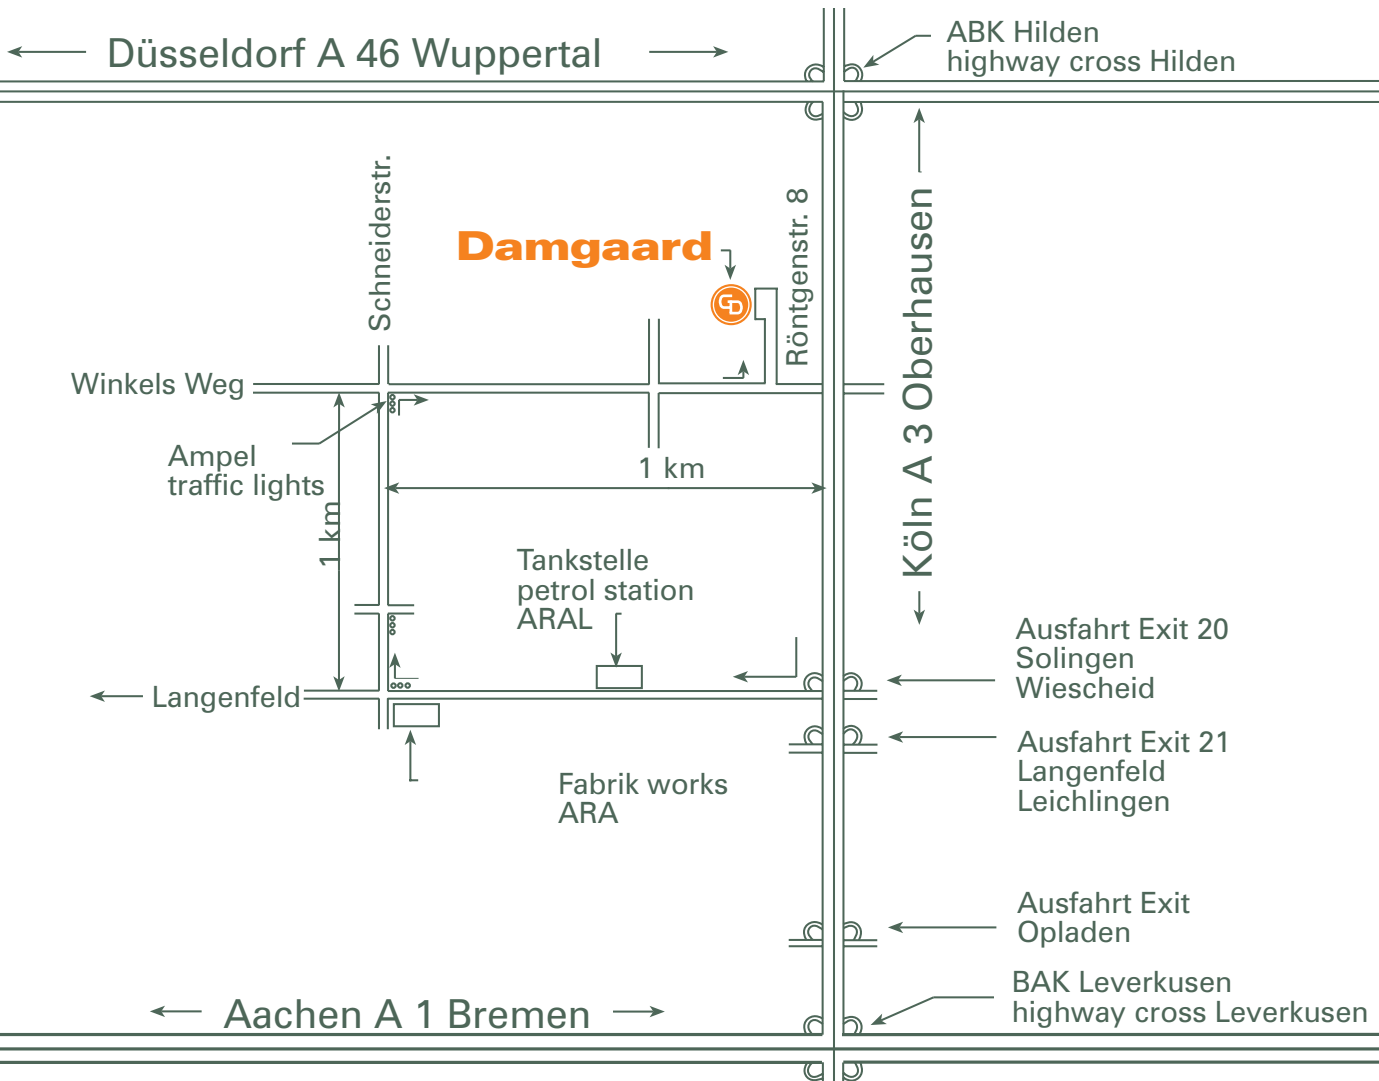 Düsseldorf A 46 Wuppertal
ABK Hilden
highway cross Hilden
Schneiderstr.
Damgaard
GD
Röntgenstr. 8
Köln A 3 Oberhausen
Winkels Weg
Ampel
traffic lights
1 km
1 km
Tankstelle
petrol station
ARAL
Langenfeld
Ausfahrt Exit 20
Solingen
Wiescheid
Ausfahrt Exit 21
Langenfeld
Leichlingen
Fabrik works
ARA
Ausfahrt Exit
Opladen
BAK Leverkusen
highway cross Leverkusen
Aachen A 1 Bremen